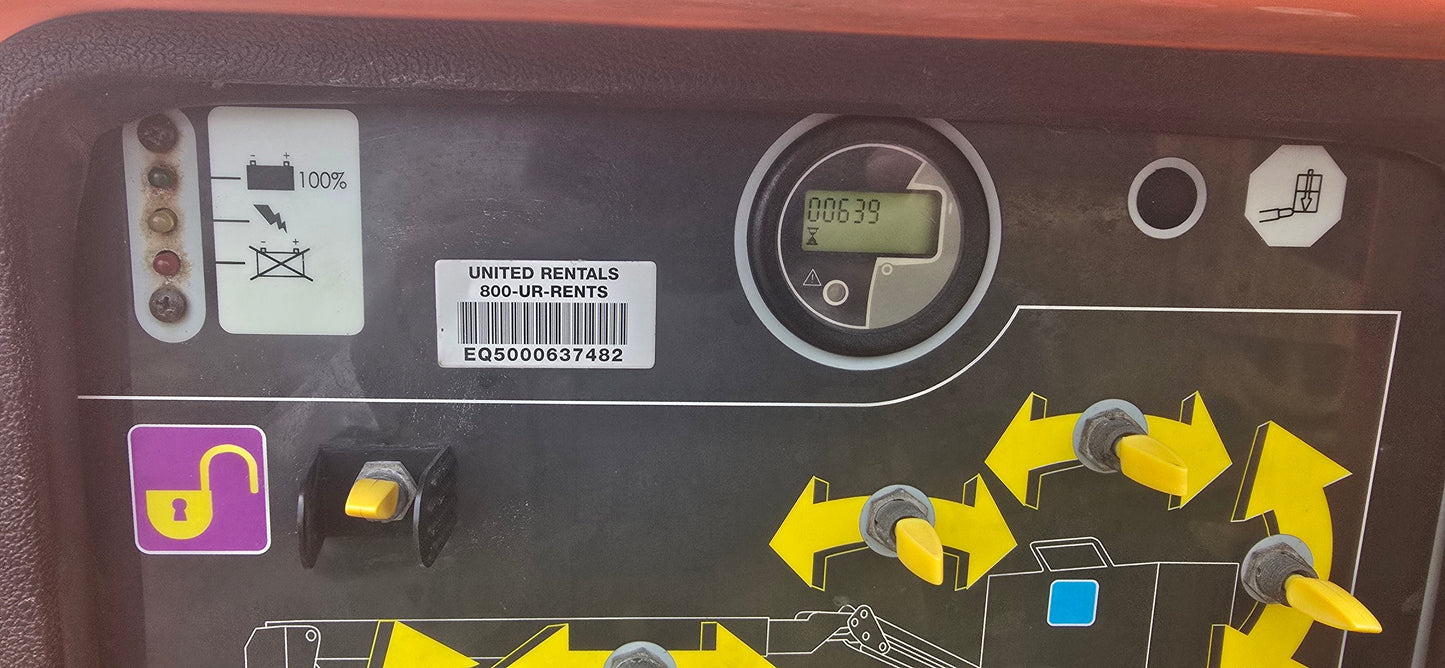 100%
00639
UNITED RENTALS
800-UR-RENTS
EQ5000637482